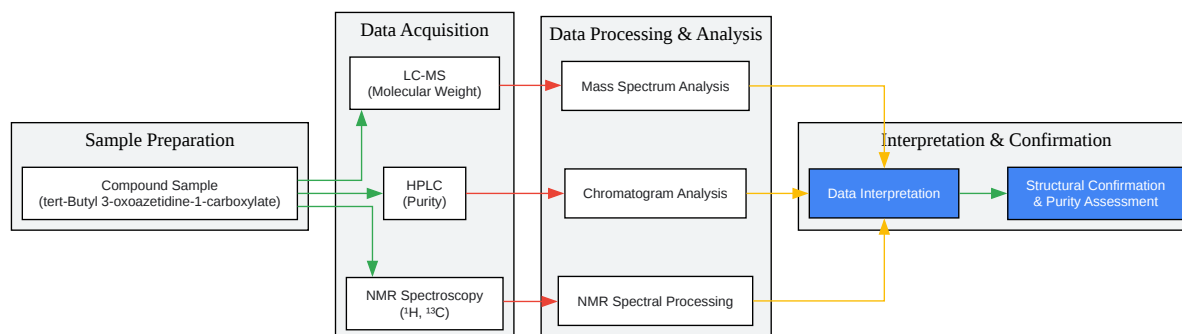 Sample Preparation
Compound Sample
(tert-Butyl 3-oxoazetidine-1-carboxylate)
Data Acquisition
LC-MS
(Molecular Weight)
HPLC
(Purity)
NMR Spectroscopy
(¹H, ¹³C)
Data Processing & Analysis
Mass Spectrum Analysis
Chromatogram Analysis
NMR Spectral Processing
Interpretation & Confirmation
Data Interpretation
Structural Confirmation
& Purity Assessment